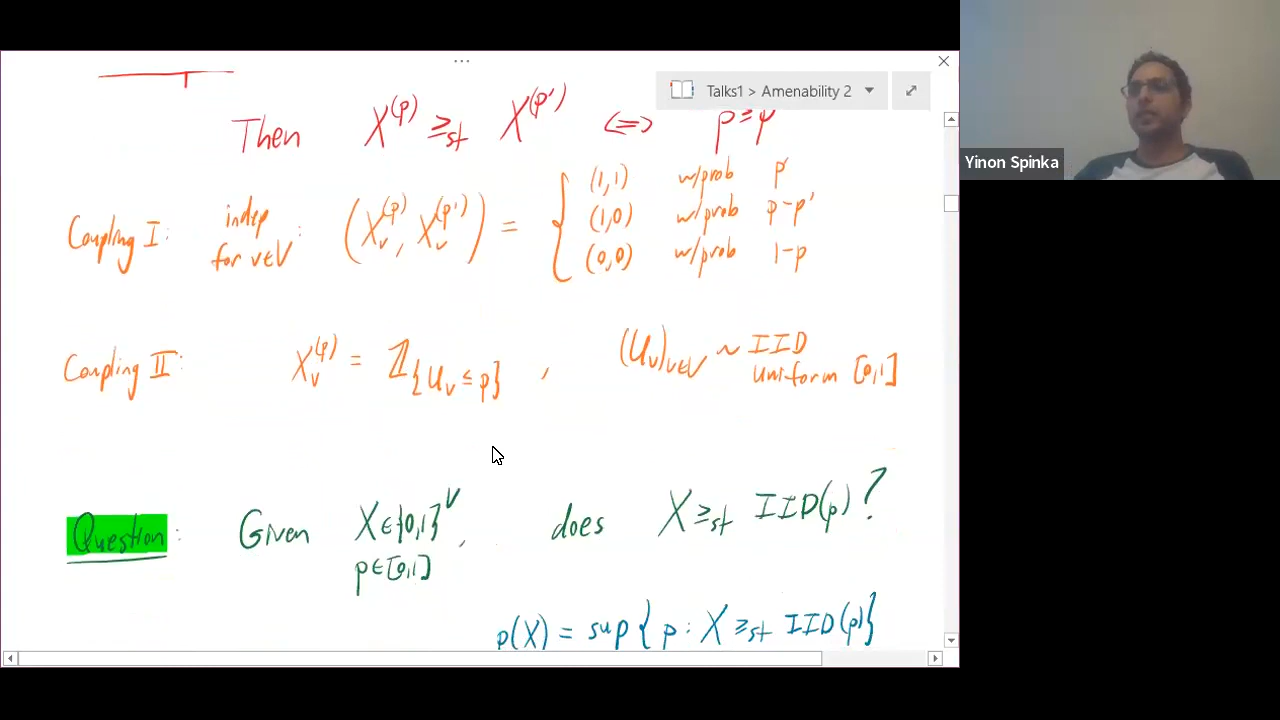 Talks1 > Amenability 2
Then X^(p) ≥st X^(p') <=> p ≥ p'
Coupling I: indep for v∈V : (X_v^(p), X_v^(p')) = { (1,1) w/prob p'
(1,0) w/prob p-p'
(0,0) w/prob 1-p
Coupling II: X_v^(p) = 𝟙_{U_v ≤ p} , (U_v)_{v∈V} ~ IID
uniform [0,1]
Question: Given X∈{0,1}^V, does X ≥st IID(p)?
p∈[0,1]
p(X) = sup { p : X ≥st IID(p) }
Yinon Spinka